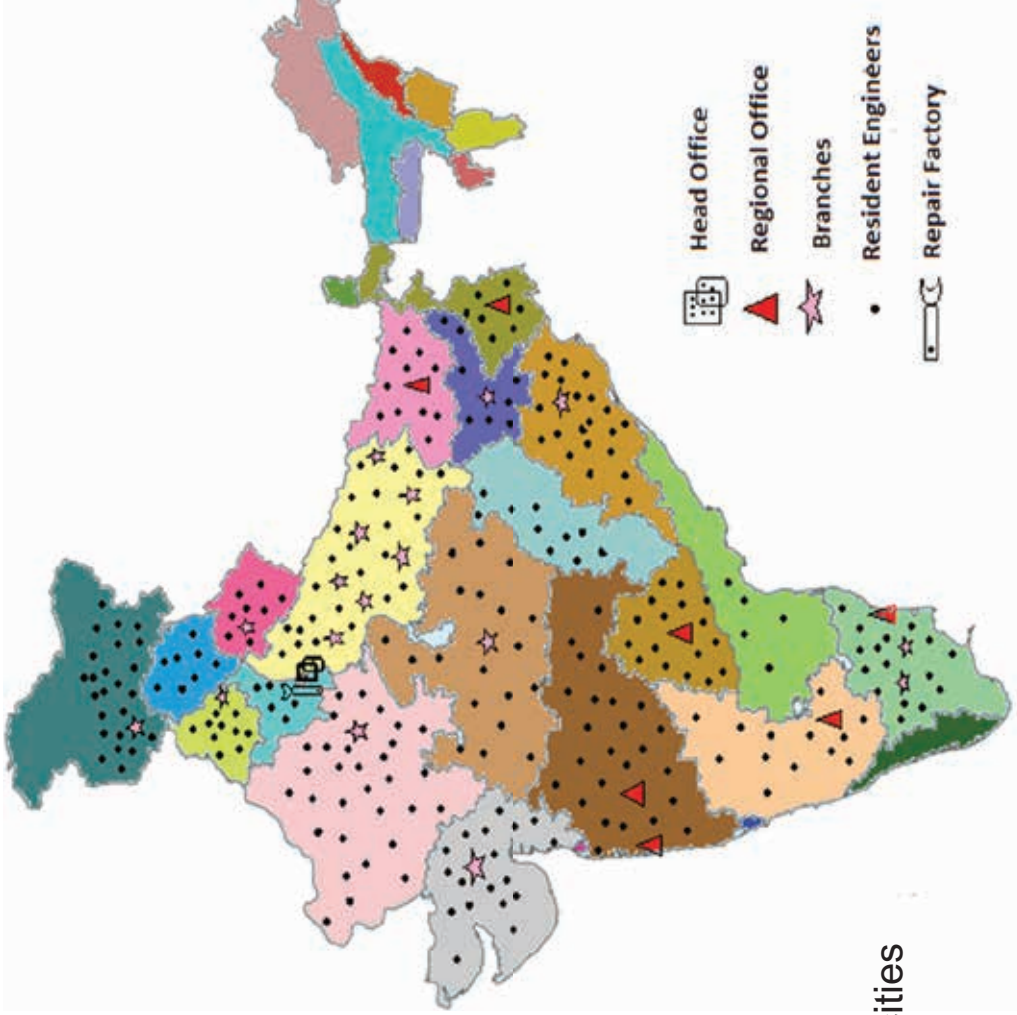 Head Office
Regional Office
Branches
Resident Engineers
Repair Factory
ities